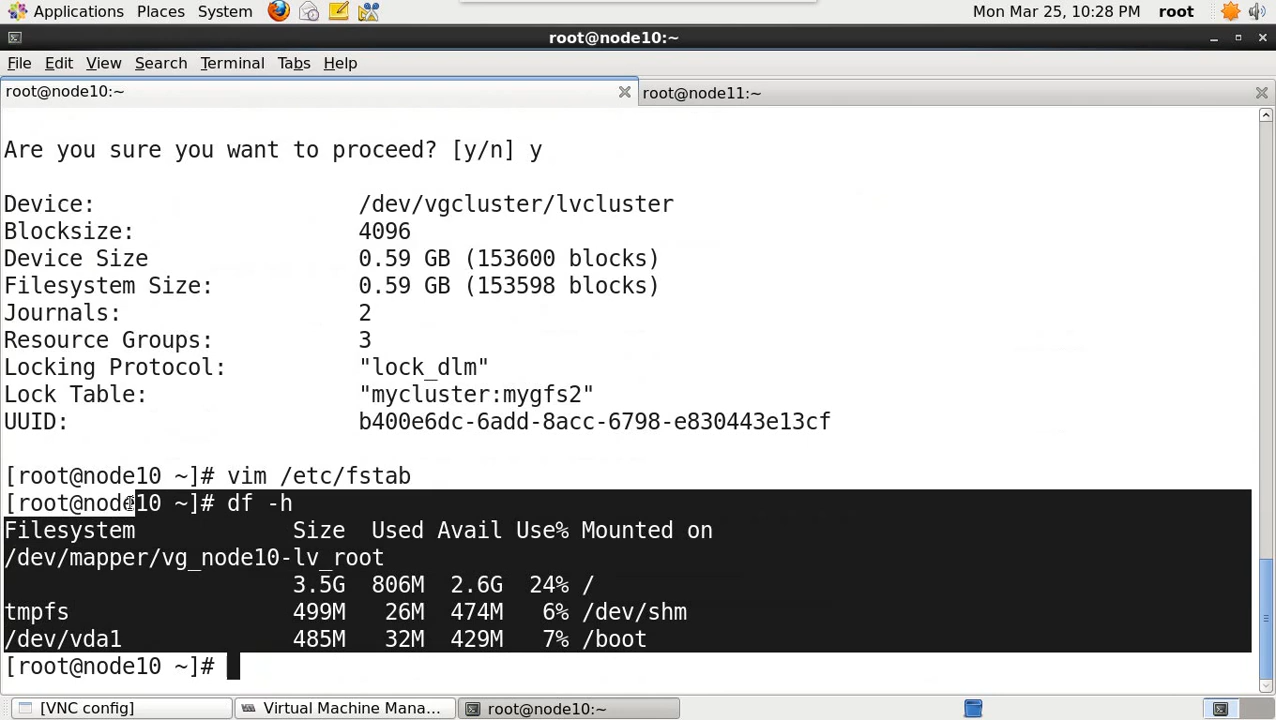 Applications Places System Mon Mar 25, 10:28 PM root
root@node10:~
File Edit View Search Terminal Tabs Help
root@node10:~ root@node11:~
Are you sure you want to proceed? [y/n] y
Device: /dev/vgcluster/lvcluster
Blocksize: 4096
Device Size 0.59 GB (153600 blocks)
Filesystem Size: 0.59 GB (153598 blocks)
Journals: 2
Resource Groups: 3
Locking Protocol: "lock_dlm"
Lock Table: "mycluster:mygfs2"
UUID: b400e6dc-6add-8acc-6798-e830443e13cf
[root@node10 ~]# vim /etc/fstab
[root@node10 ~]# df -h
Filesystem Size Used Avail Use% Mounted on
/dev/mapper/vg_node10-lv_root
3.5G 806M 2.6G 24% /
tmpfs 499M 26M 474M 6% /dev/shm
/dev/vda1 485M 32M 429M 7% /boot
[root@node10 ~]#
[VNC config] Virtual Machine Mana... root@node10:~